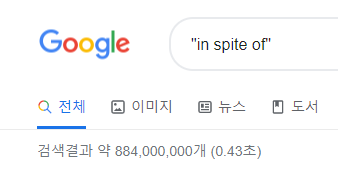 Google
"in spite of"
전체 이미지 뉴스 도서
검색결과 약 884,000,000개 (0.43초)